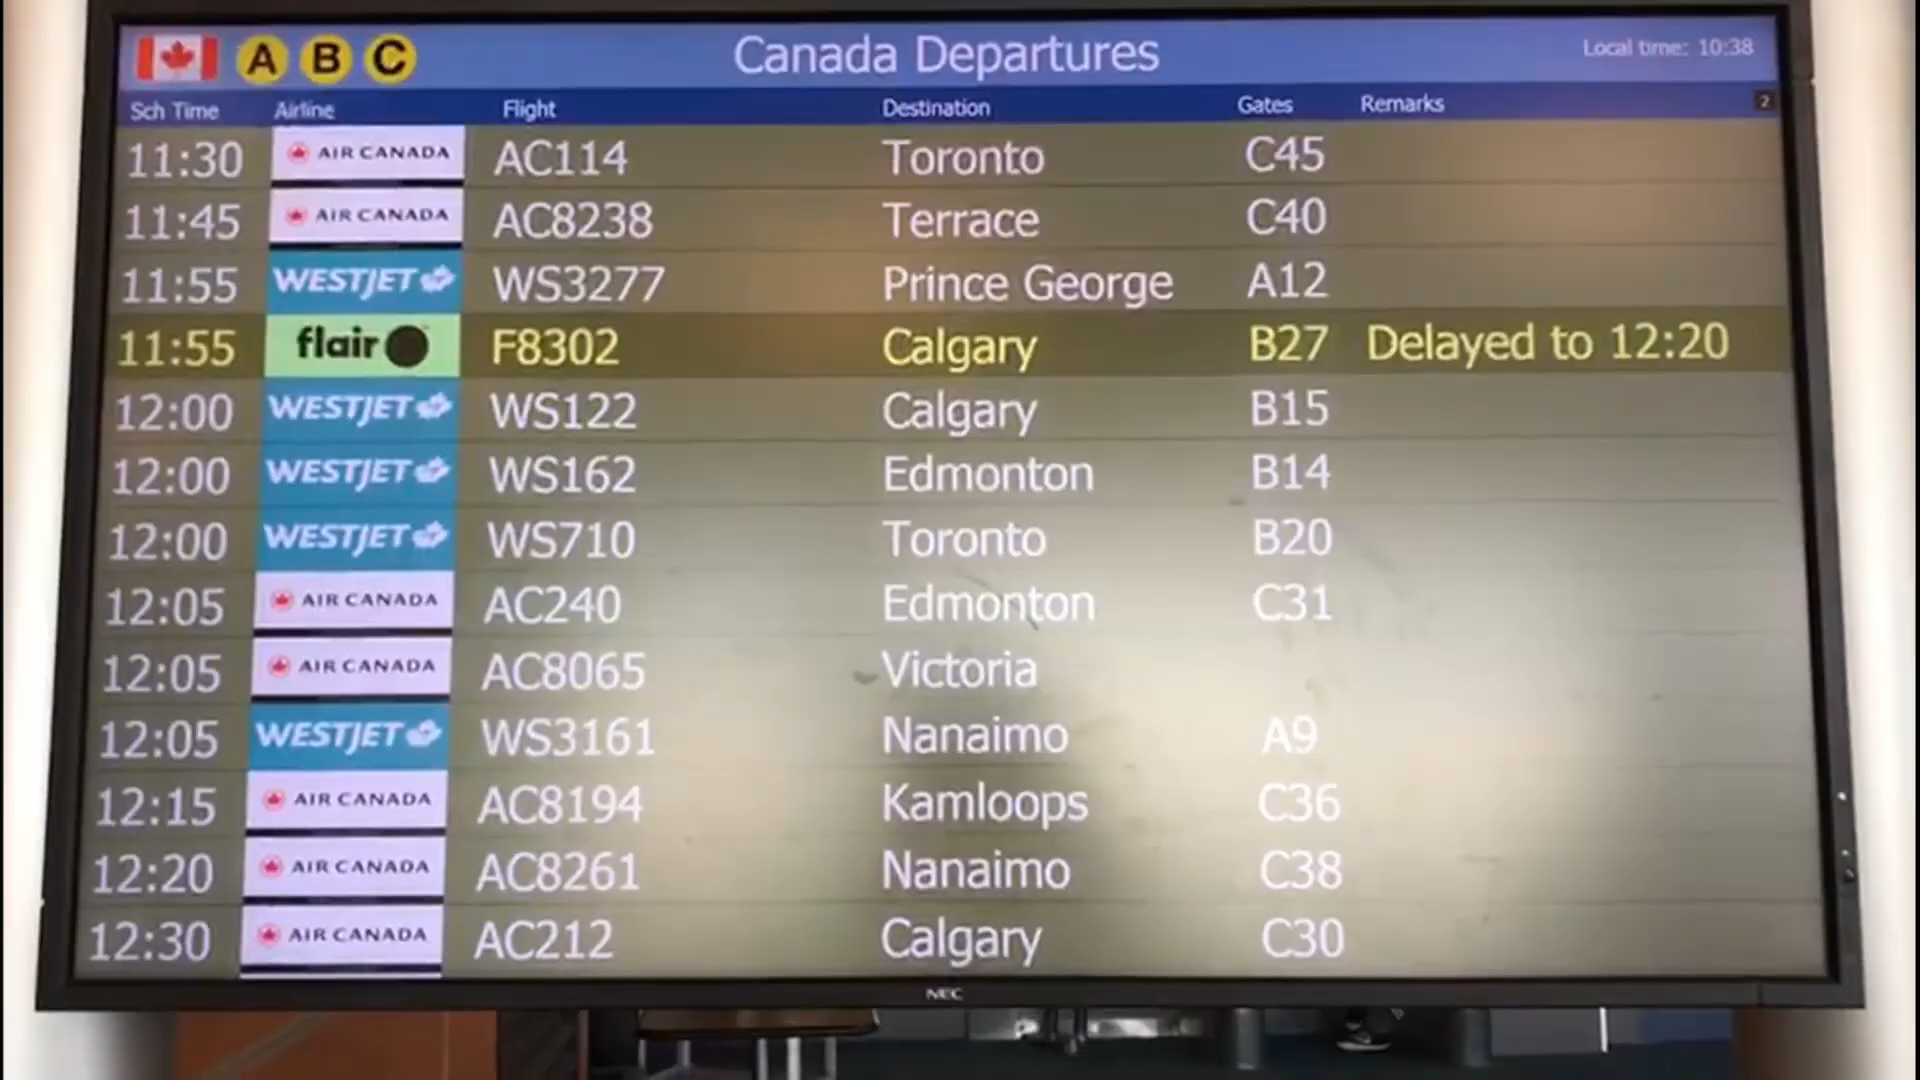 A B C Canada Departures Local time: 10:38
Sch Time Airline Flight Destination Gates Remarks 2
11:30 AIR CANADA AC114 Toronto C45
11:45 AIR CANADA AC8238 Terrace C40
11:55 WESTJET WS3277 Prince George A12
11:55 flair F8302 Calgary B27 Delayed to 12:20
12:00 WESTJET WS122 Calgary B15
12:00 WESTJET WS162 Edmonton B14
12:00 WESTJET WS710 Toronto B20
12:05 AIR CANADA AC240 Edmonton C31
12:05 AIR CANADA AC8065 Victoria
12:05 WESTJET WS3161 Nanaimo A9
12:15 AIR CANADA AC8194 Kamloops C36
12:20 AIR CANADA AC8261 Nanaimo C38
12:30 AIR CANADA AC212 Calgary C30
NEC